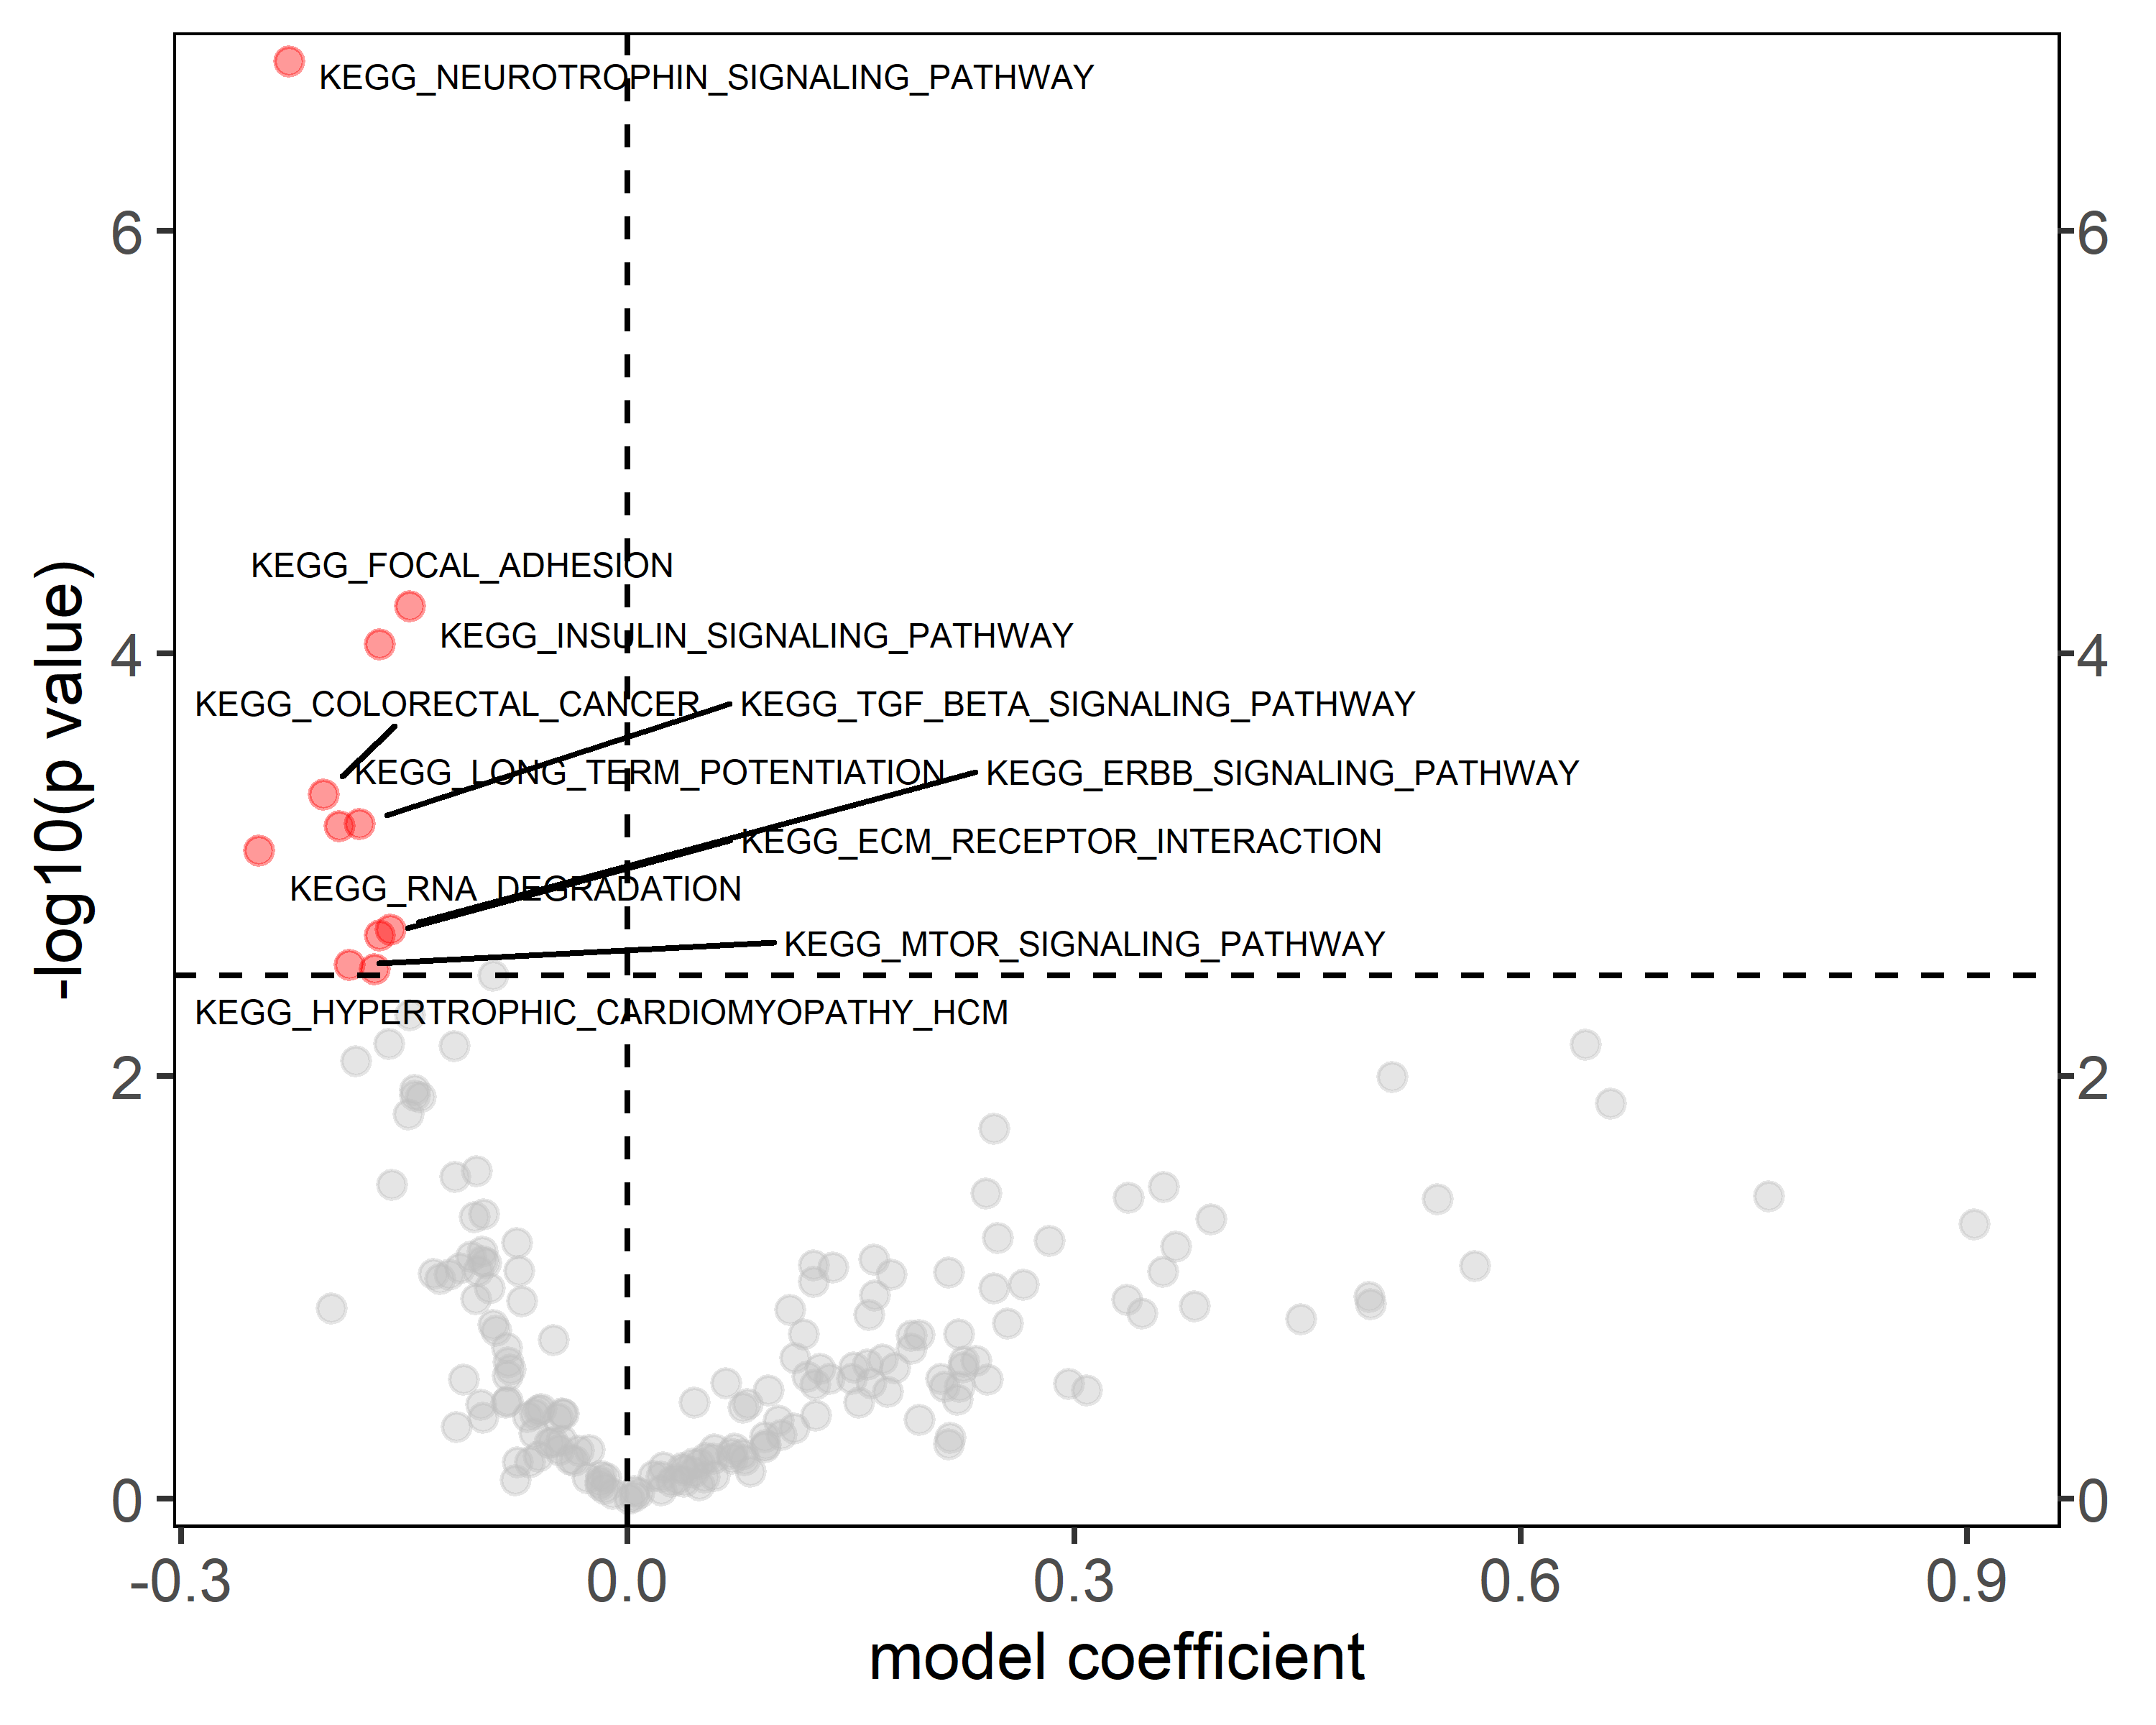 KEGG_NEUROTROPHIN_SIGNALING_PATHWAY
6
6
KEGG_FOCAL_ADHESION
KEGG_INSULIN_SIGNALING_PATHWAY
4
4
KEGG_COLORECTAL_CANCER
KEGG_TGF_BETA_SIGNALING_PATHWAY
KEGG_LONG_TERM_POTENTIATION
KEGG_ERBB_SIGNALING_PATHWAY
KEGG_ECM_RECEPTOR_INTERACTION
KEGG_RNA_DEGRADATION
KEGG_MTOR_SIGNALING_PATHWAY
KEGG_HYPERTROPHIC_CARDIOMYOPATHY_HCM
2
2
0
0
-log10(p value)
-0.3
0.0
0.3
0.6
0.9
model coefficient